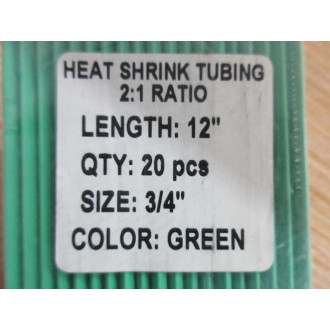 HEAT SHRINK TUBING
2:1 RATIO
LENGTH: 12"
QTY: 20 pcs
SIZE: 3/4"
COLOR: GREEN